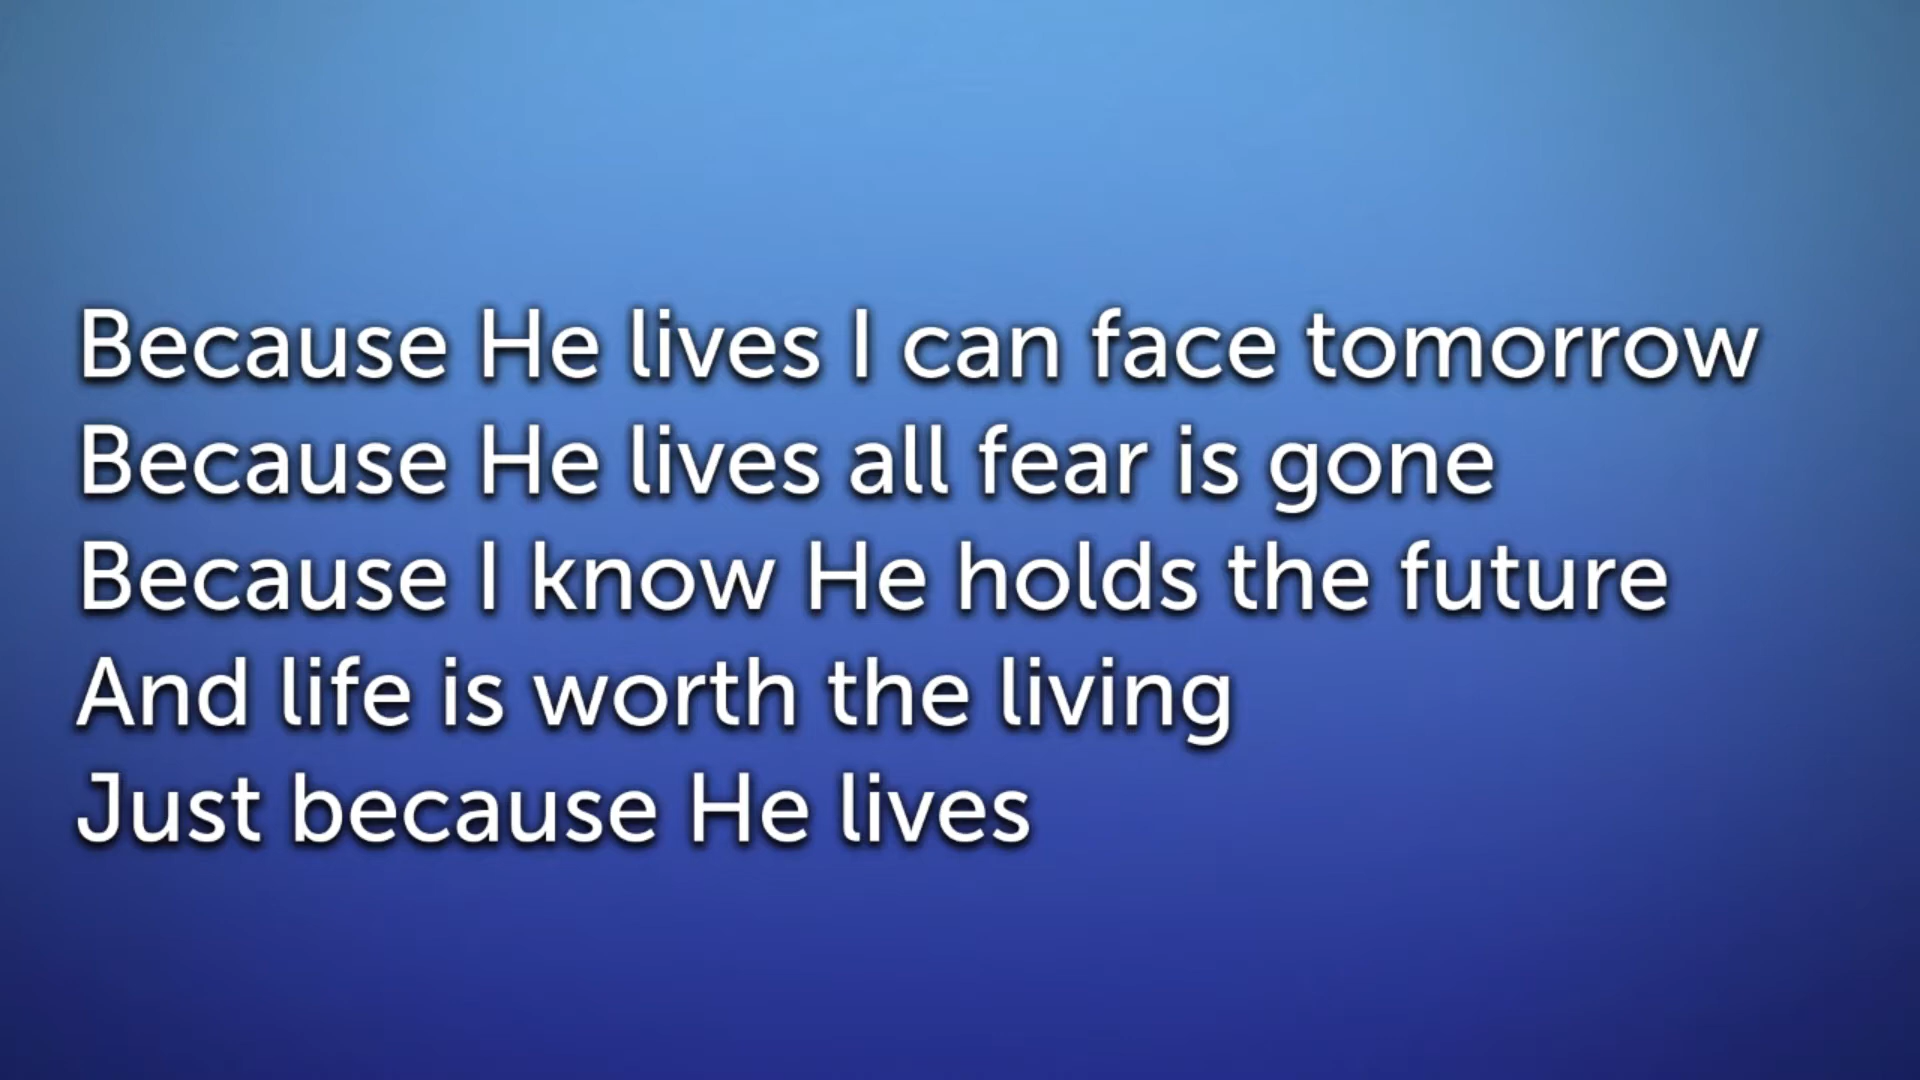 Because He lives I can face tomorrow
Because He lives all fear is gone
Because I know He holds the future
And life is worth the living
Just because He lives